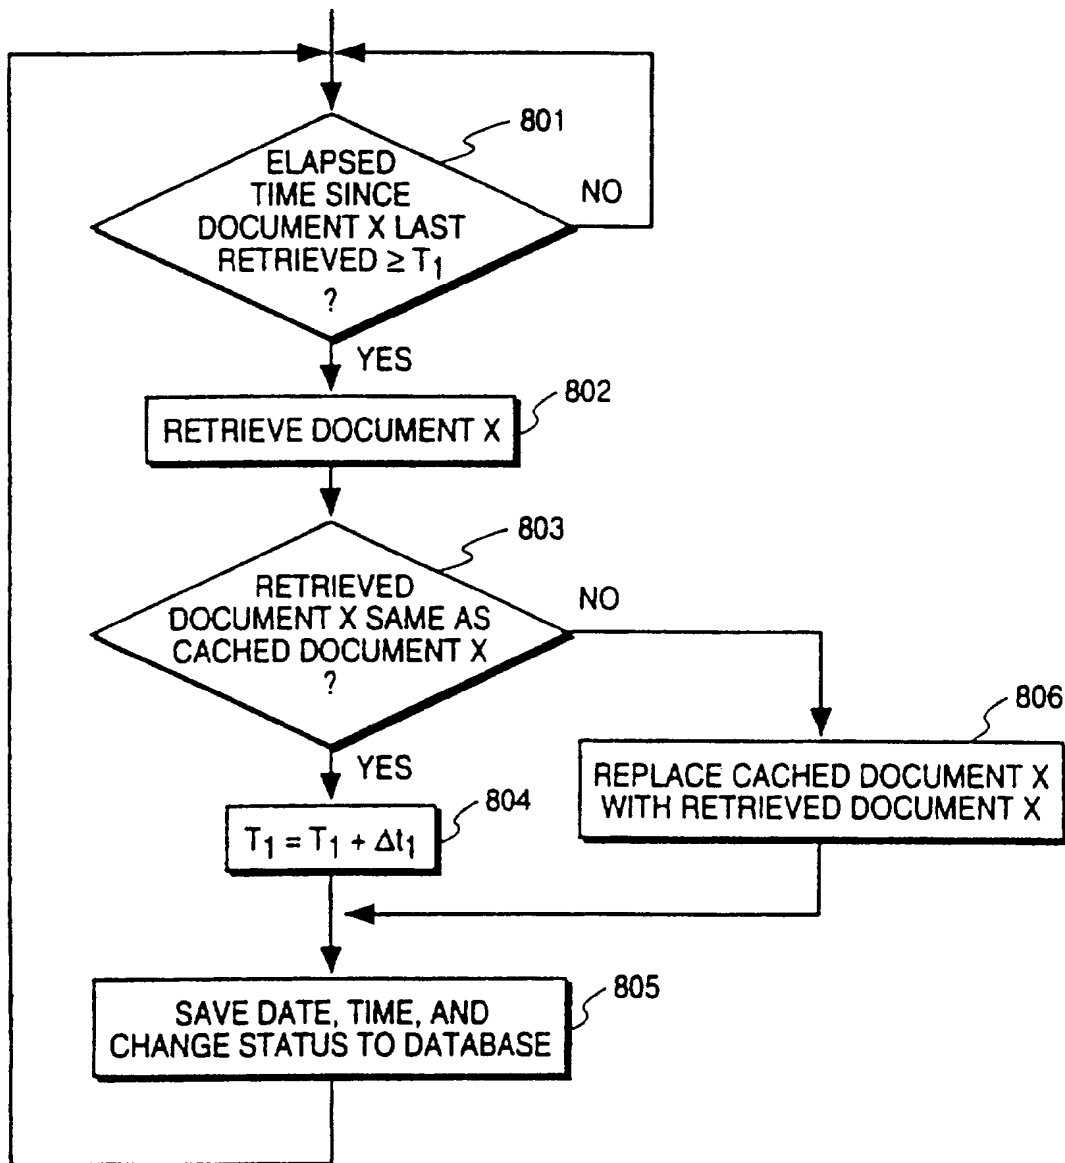 801
ELAPSED
TIME SINCE
DOCUMENT X LAST
RETRIEVED ≥ T1
?
NO
YES
802
RETRIEVE DOCUMENT X
803
RETRIEVED
DOCUMENT X SAME AS
CACHED DOCUMENT X
?
NO
YES
806
REPLACE CACHED DOCUMENT X
WITH RETRIEVED DOCUMENT X
804
T1 = T1 + Δt1
805
SAVE DATE, TIME, AND
CHANGE STATUS TO DATABASE